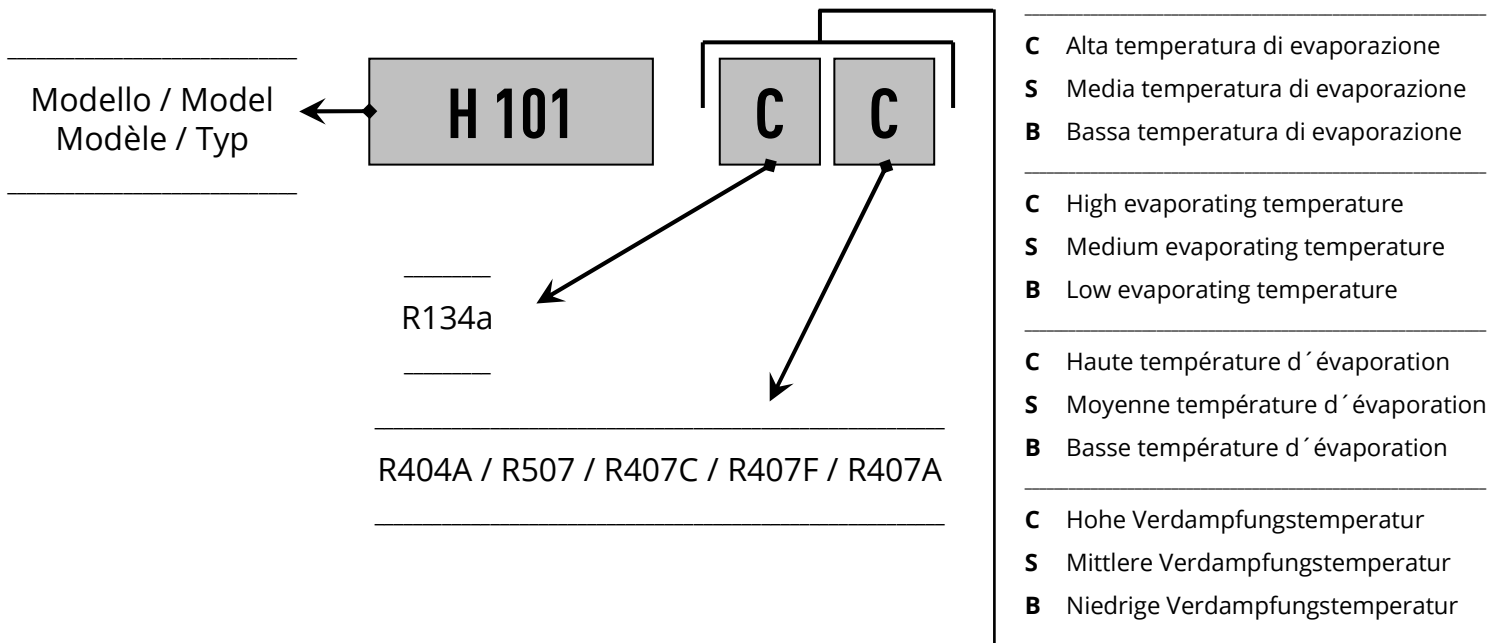 Modello / Model
Modèle / Typ
H 101
C
C
R134a
R404A / R507 / R407C / R407F / R407A
C Alta temperatura di evaporazione
S Media temperatura di evaporazione
B Bassa temperatura di evaporazione
C High evaporating temperature
S Medium evaporating temperature
B Low evaporating temperature
C Haute température d´évaporation
S Moyenne température d´évaporation
B Basse température d´évaporation
C Hohe Verdampfungstemperatur
S Mittlere Verdampfungstemperatur
B Niedrige Verdampfungstemperatur